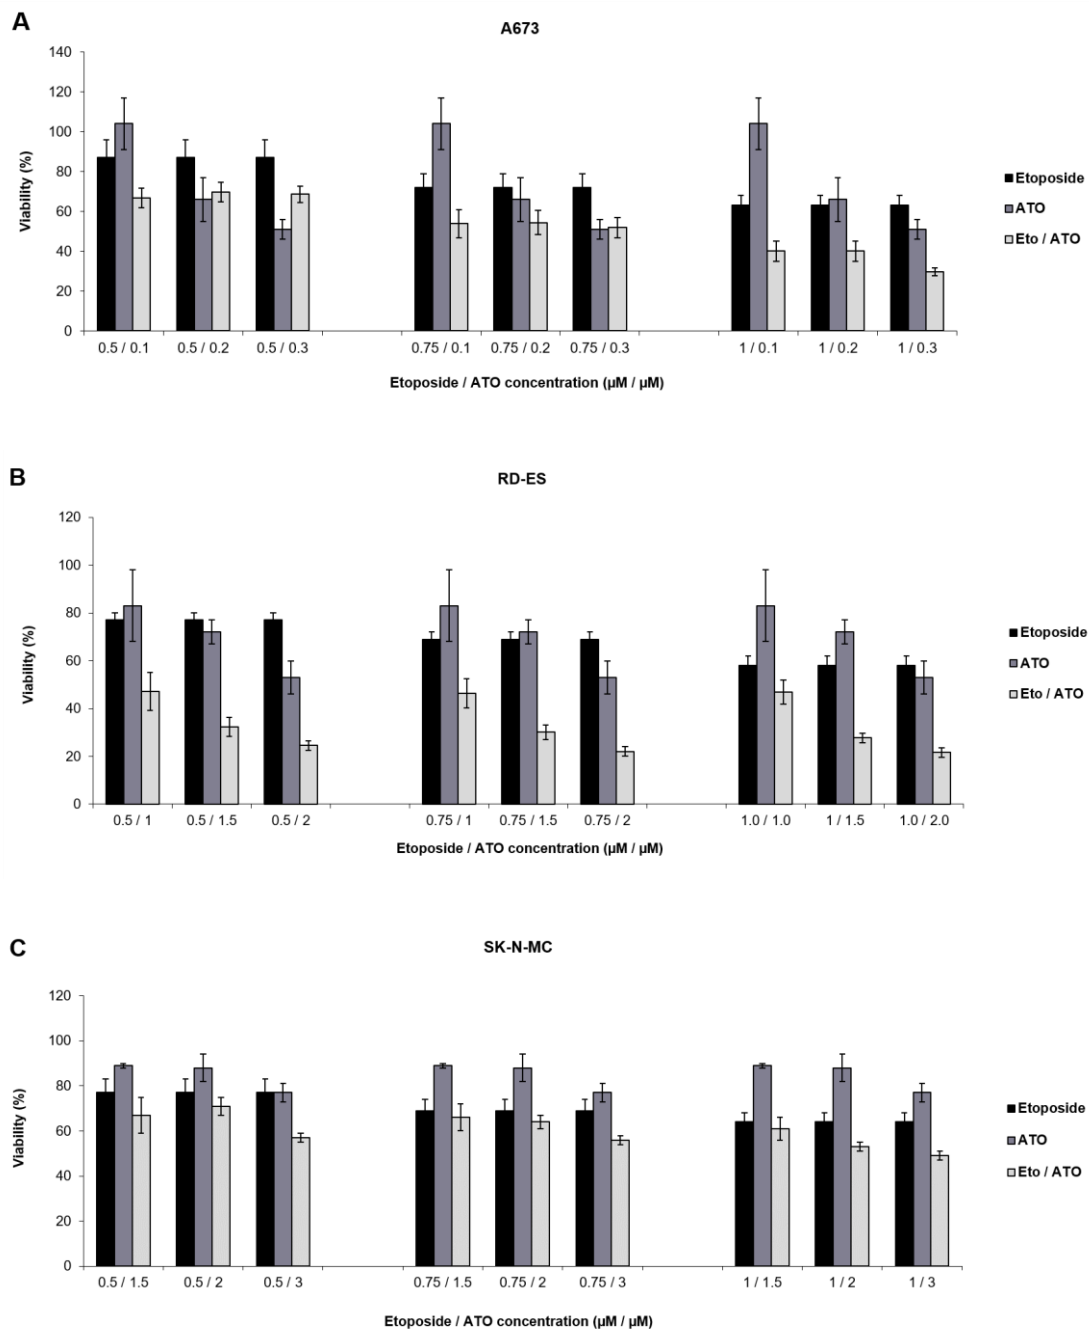 A
A673
140
120
100
80
60
40
20
0
Viability (%)
0.5 / 0.1 0.5 / 0.2 0.5 / 0.3 0.75 / 0.1 0.75 / 0.2 0.75 / 0.3 1 / 0.1 1 / 0.2 1 / 0.3
Etoposide / ATO concentration (µM / µM)
Etoposide
ATO
Eto / ATO
B
RD-ES
120
100
80
60
40
20
0
Viability (%)
0.5 / 1 0.5 / 1.5 0.5 / 2 0.75 / 1 0.75 / 1.5 0.75 / 2 1.0 / 1.0 1 / 1.5 1.0 / 2.0
Etoposide / ATO concentration (µM / µM)
Etoposide
ATO
Eto / ATO
C
SK-N-MC
120
100
80
60
40
20
0
Viability (%)
0.5 / 1.5 0.5 / 2 0.5 / 3 0.75 / 1.5 0.75 / 2 0.75 / 3 1 / 1.5 1 / 2 1 / 3
Etoposide / ATO concentration (µM / µM)
Etoposide
ATO
Eto / ATO